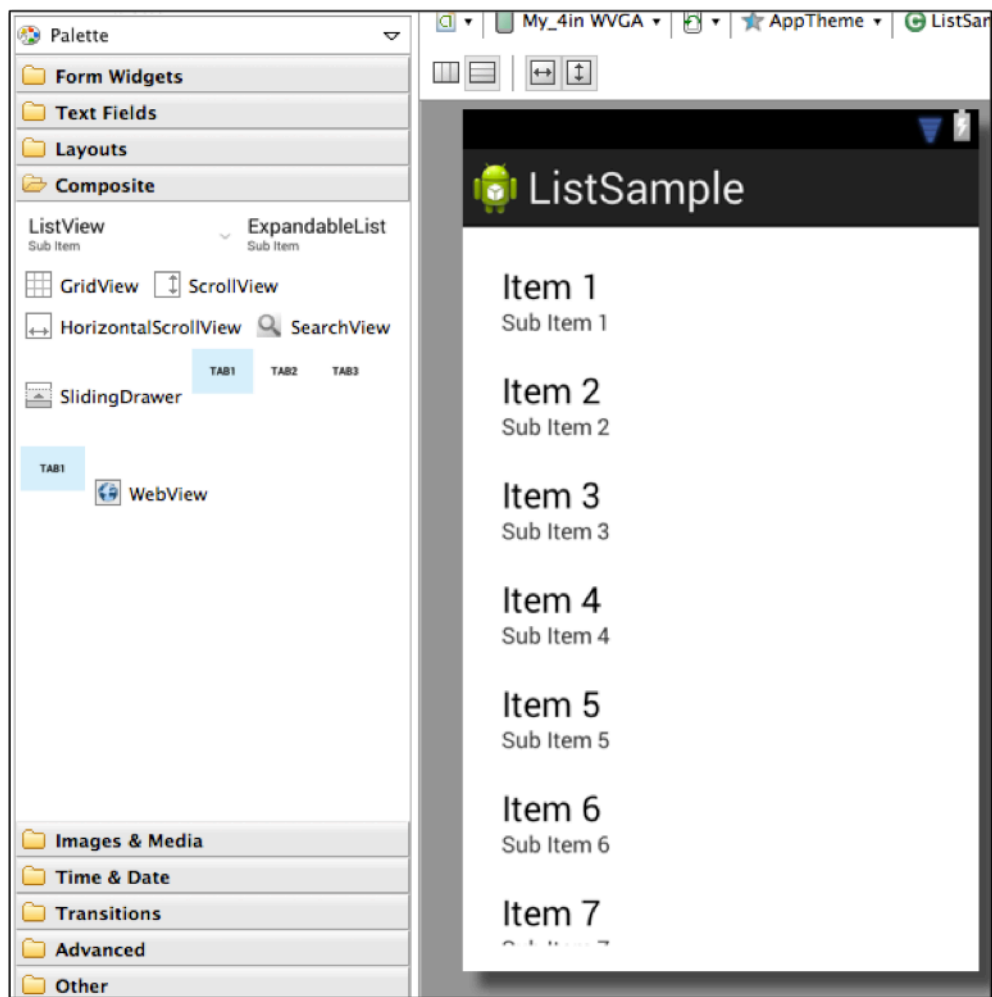 Palette
Form Widgets
Text Fields
Layouts
Composite
ListView ExpandableList
Sub Item Sub Item
GridView ScrollView
HorizontalScrollView SearchView
SlidingDrawer TAB1 TAB2 TAB3
TAB1 WebView
Images & Media
Time & Date
Transitions
Advanced
Other
My_4in WVGA AppTheme ListSam
ListSample
Item 1
Sub Item 1
Item 2
Sub Item 2
Item 3
Sub Item 3
Item 4
Sub Item 4
Item 5
Sub Item 5
Item 6
Sub Item 6
Item 7